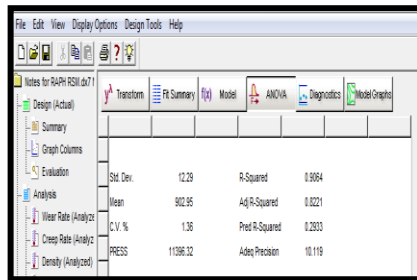 File Edit View Display Options Design Tools Help
Notes for RAPH RSM.dx7
Design (Actual)
Summary
Graph Columns
Evaluation
Analysis
Wear Rate (Analyze
Creep Rate (Analyz
Density (Analyzed)
yλ Transform Fit Summary f(x) Model ANOVA Diagnostics Model Graphs
Std. Dev. 12.29 R-Squared 0.9064
Mean 902.95 Adj R-Squared 0.8221
C.V. % 1.36 Pred R-Squared 0.2933
PRESS 11396.32 Adeq Precision 10.119